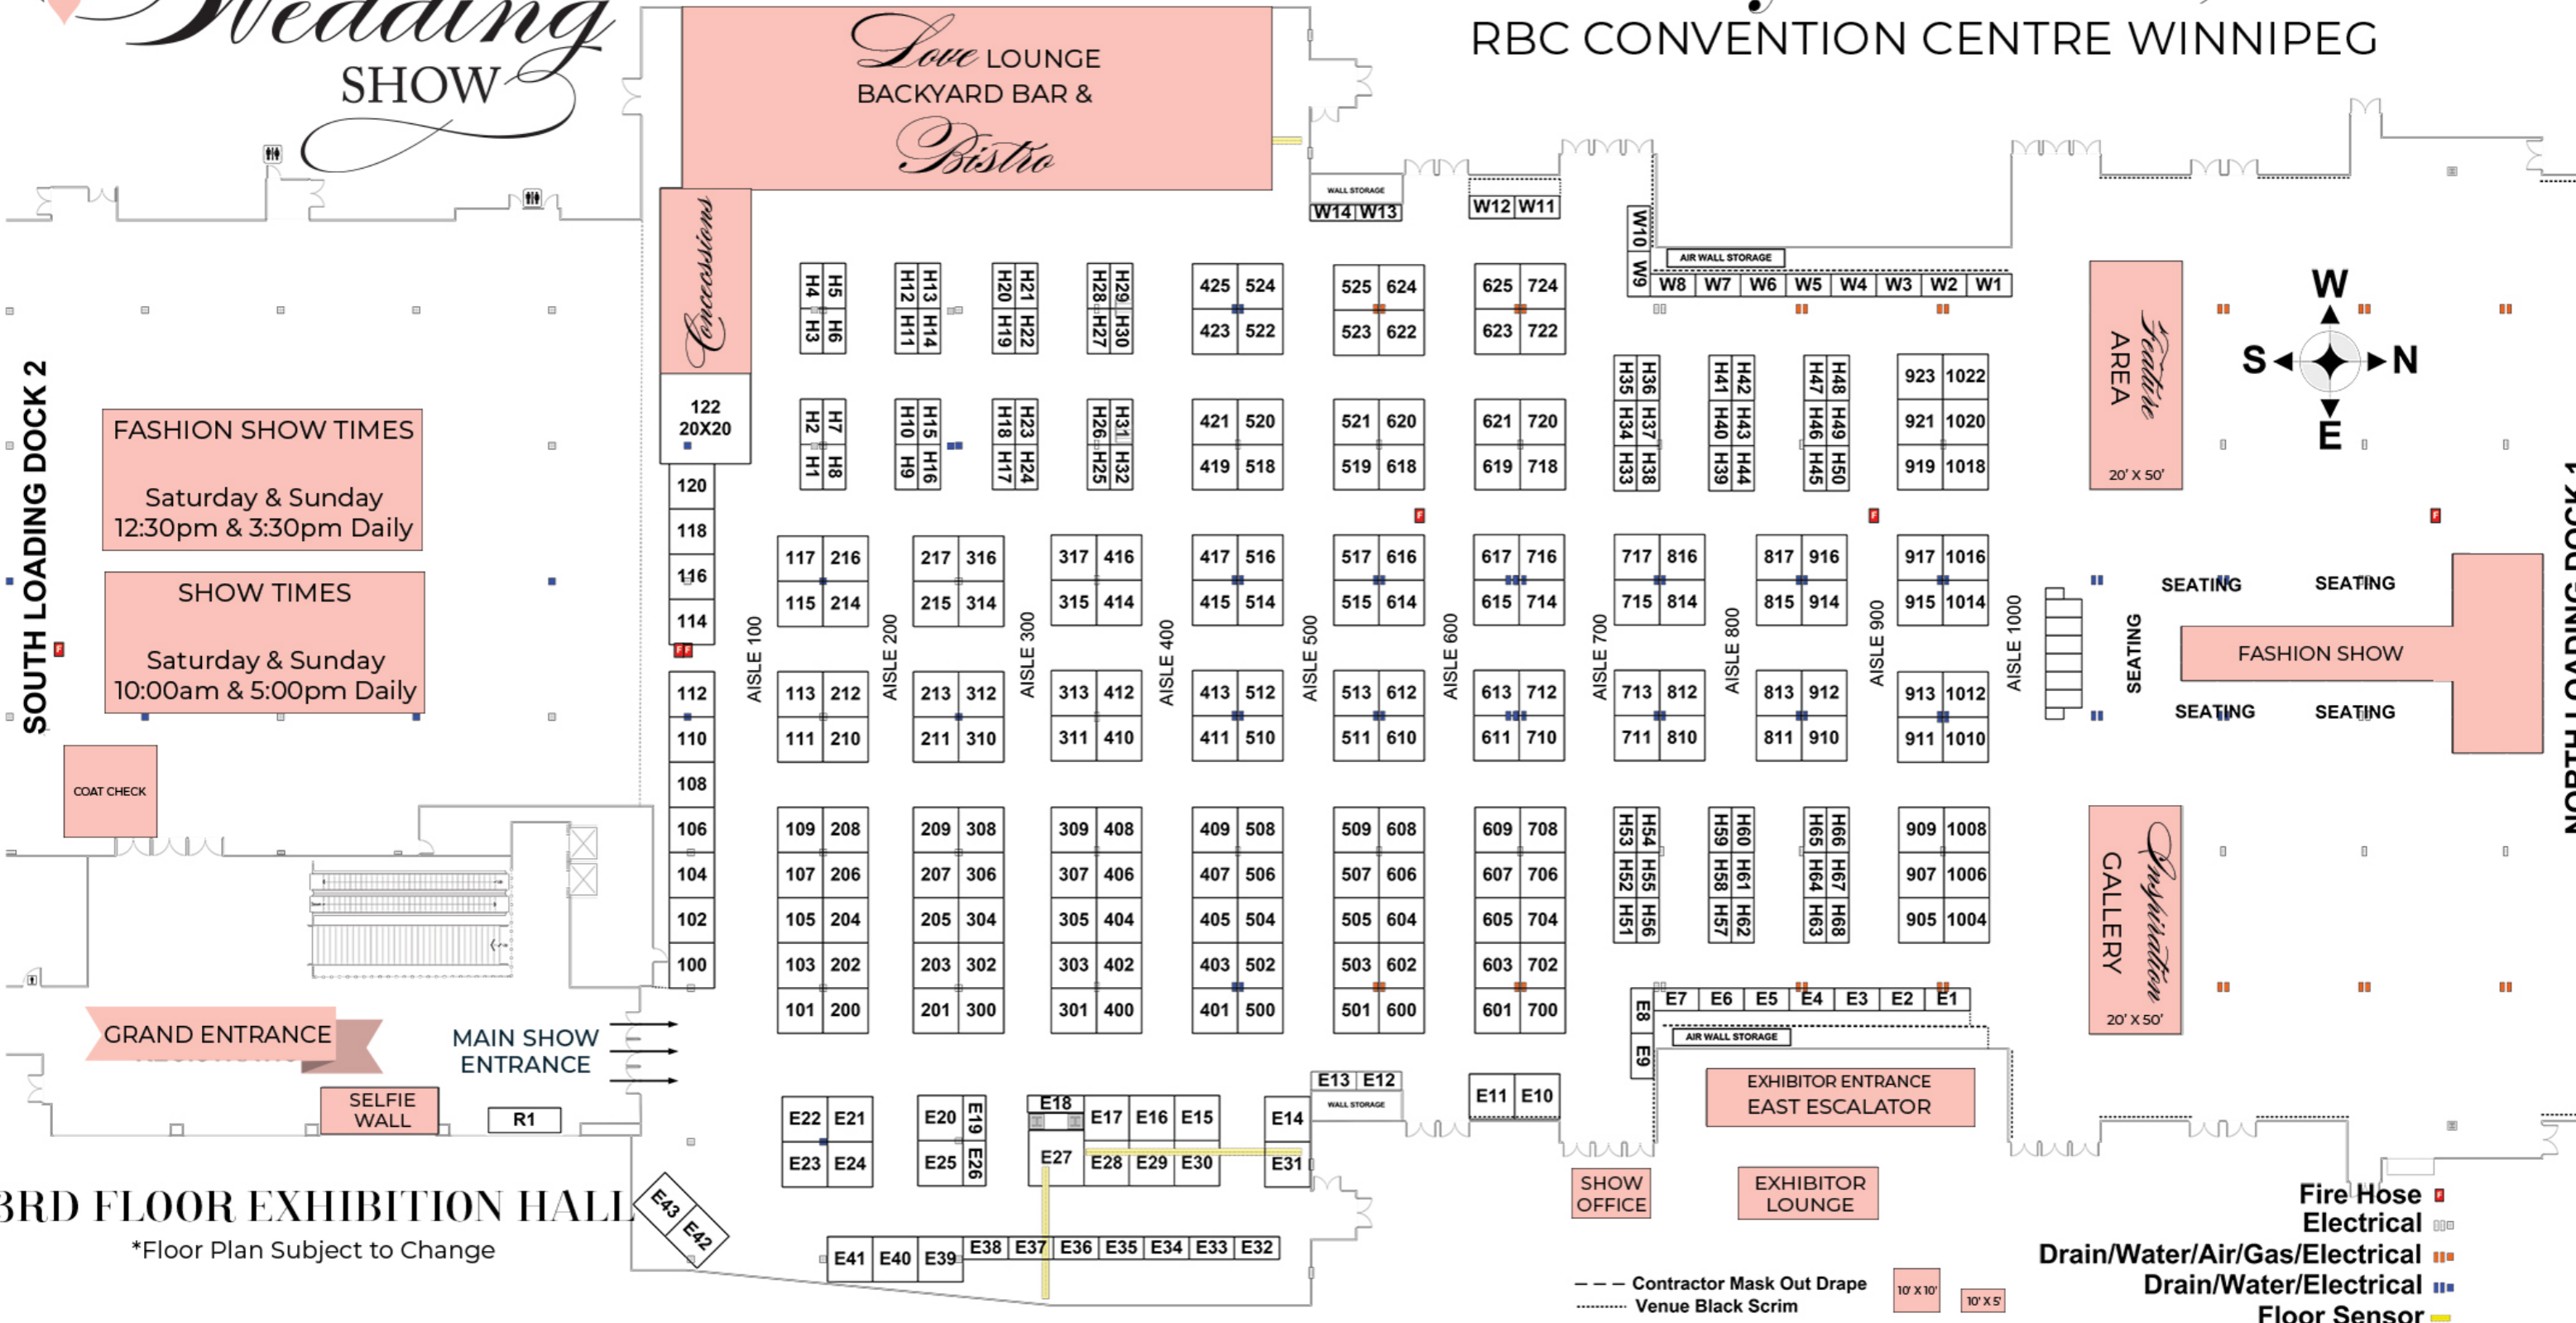 Wedding
SHOW
RBC CONVENTION CENTRE WINNIPEG
Love LOUNGE
BACKYARD BAR &
Bistro
Concessions
WALL STORAGE
W14 W13
W12 W11
W10 W9
AIR WALL STORAGE
W8 W7 W6 W5 W4 W3 W2 W1
H4 H5 H12 H13 H20 H21 H28 H29 425 524 525 624 625 724
H3 H6 H11 H14 H19 H22 H27 H30 423 522 523 622 623 722
122
20X20
H2 H7 H10 H15 H18 H23 H26 H31 421 520 521 620 621 720
H1 H8 H9 H16 H17 H24 H25 H32 419 518 519 618 619 718
H35 H36 H41 H42 H47 H48 923 1022
H34 H37 H40 H43 H46 H49 921 1020
H33 H38 H39 H44 H45 H50 919 1018
Feature
AREA
20' X 50'
W
S N
E
SOUTH LOADING DOCK 2
FASHION SHOW TIMES
Saturday & Sunday
12:30pm & 3:30pm Daily
SHOW TIMES
Saturday & Sunday
10:00am & 5:00pm Daily
COAT CHECK
120
118
116
114
112
110
108
106
104
102
100
117 216 217 316 317 416 417 516 517 616 617 716 717 816 817 916 917 1016
115 214 215 314 315 414 415 514 515 614 615 714 715 814 815 914 915 1014
AISLE 100
AISLE 200
AISLE 300
AISLE 400
AISLE 500
AISLE 600
AISLE 700
AISLE 800
AISLE 900
AISLE 1000
113 212 213 312 313 412 413 512 513 612 613 712 713 812 813 912 913 1012
111 210 211 310 311 410 411 510 511 610 611 710 711 810 811 910 911 1010
SEATING SEATING
SEATING
FASHION SHOW
SEATING SEATING
NORTH LOADING DOCK 1
109 208 209 308 309 408 409 508 509 608 609 708
107 206 207 306 307 406 407 506 507 606 607 706
105 204 205 304 305 404 405 504 505 604 605 704
103 202 203 302 303 402 403 502 503 602 603 702
101 200 201 300 301 400 401 500 501 600 601 700
H53 H54 H59 H60 H65 H66 909 1008
H52 H55 H58 H61 H64 H67 907 1006
H51 H56 H57 H62 H63 H68 905 1004
Inspiration
GALLERY
20' X 50'
E8 E9
E7 E6 E5 E4 E3 E2 E1
AIR WALL STORAGE
EXHIBITOR ENTRANCE
EAST ESCALATOR
GRAND ENTRANCE
MAIN SHOW
ENTRANCE
SELFIE
WALL
R1
E22 E21 E20 E19 E18 E17 E16 E15 E14
E23 E24 E25 E26 E27 E28 E29 E30 E31
E13 E12
WALL STORAGE
E11 E10
SHOW
OFFICE
EXHIBITOR
LOUNGE
E43 E42
E41 E40 E39 E38 E37 E36 E35 E34 E33 E32
3RD FLOOR EXHIBITION HALL
*Floor Plan Subject to Change
Contractor Mask Out Drape
Venue Black Scrim
10' X 10'
10' X 5'
Fire Hose F
Electrical
Drain/Water/Air/Gas/Electrical
Drain/Water/Electrical
Floor Sensor